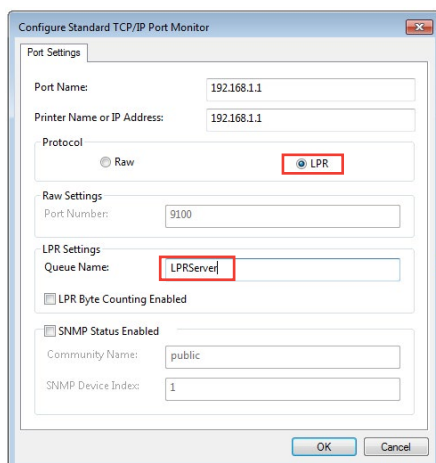 Configure Standard TCP/IP Port Monitor
Port Settings
Port Name: 192.168.1.1
Printer Name or IP Address: 192.168.1.1
Protocol
Raw LPR
Raw Settings
Port Number: 9100
LPR Settings
Queue Name: LPRServer
LPR Byte Counting Enabled
SNMP Status Enabled
Community Name: public
SNMP Device Index: 1
OK Cancel